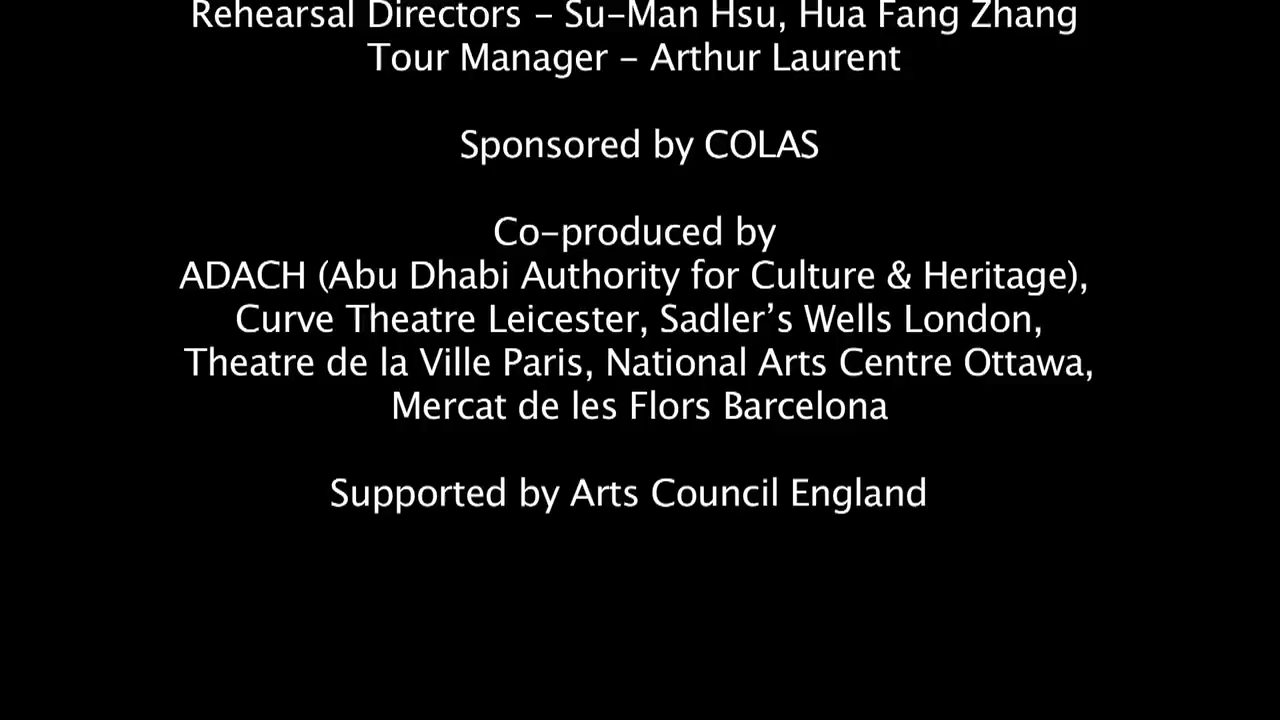 Rehearsal Directors – Su–Man Hsu, Hua Fang Zhang
Tour Manager – Arthur Laurent
Sponsored by COLAS
Co–produced by
ADACH (Abu Dhabi Authority for Culture & Heritage),
Curve Theatre Leicester, Sadler’s Wells London,
Theatre de la Ville Paris, National Arts Centre Ottawa,
Mercat de les Flors Barcelona
Supported by Arts Council England